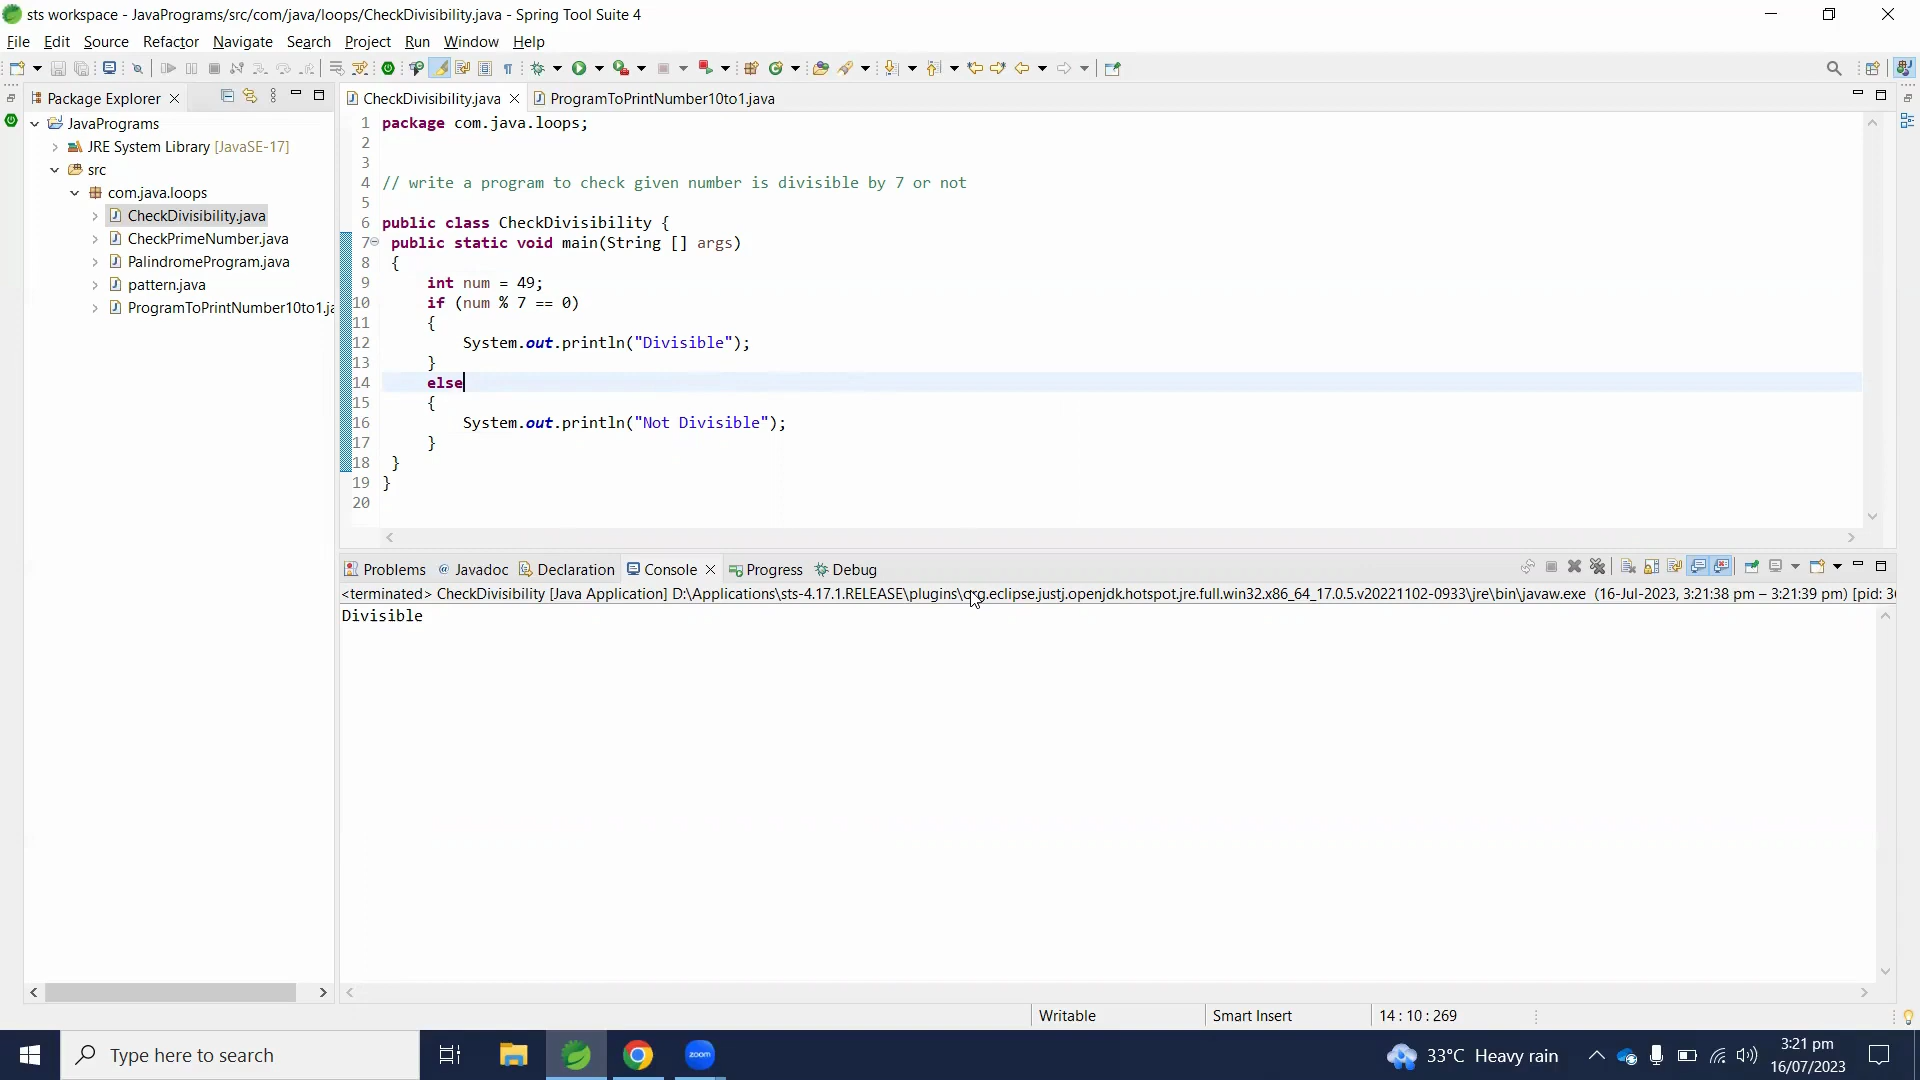 sts workspace - JavaPrograms/src/com/java/loops/CheckDivisibility.java - Spring Tool Suite 4
File Edit Source Refactor Navigate Search Project Run Window Help
Package Explorer
JavaPrograms
JRE System Library [JavaSE-17]
src
com.java.loops
CheckDivisibility.java
CheckPrimeNumber.java
PalindromeProgram.java
pattern.java
ProgramToPrintNumber10to1.ja
CheckDivisibility.java ProgramToPrintNumber10to1.java
1 package com.java.loops;
2
3
4 // write a program to check given number is divisible by 7 or not
5
6 public class CheckDivisibility {
7 public static void main(String [] args)
8 {
9 int num = 49;
10 if (num % 7 == 0)
11 {
12 System.out.println("Divisible");
13 }
14 else
15 {
16 System.out.println("Not Divisible");
17 }
18 }
19 }
20
Problems Javadoc Declaration Console Progress Debug
<terminated> CheckDivisibility [Java Application] D:\Applications\sts-4.17.1.RELEASE\plugins\org.eclipse.justj.openjdk.hotspot.jre.full.win32.x86_64_17.0.5.v20221102-0933\jre\bin\javaw.exe (16-Jul-2023, 3:21:38 pm – 3:21:39 pm) [pid:
Divisible
Writable Smart Insert 14 : 10 : 269
Type here to search
zoom
33°C Heavy rain
3:21 pm
16/07/2023